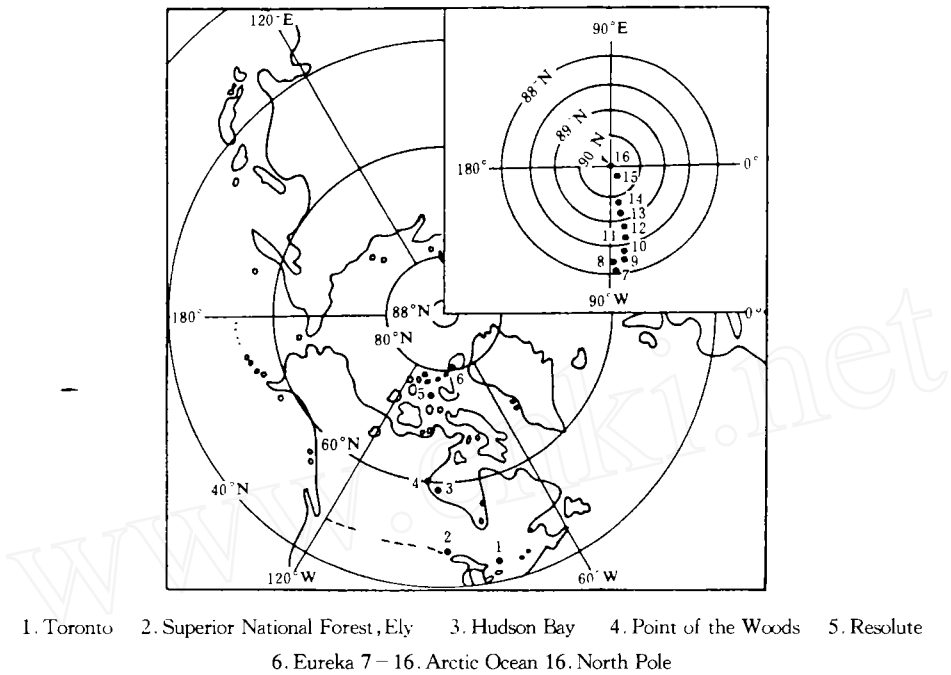 120°E
90°E
88°N
89°N
90°N
180°
16
0°
15
14
13
11 12
10
8 9
7
90°W
180°
88°N
0°
80°N
6
5
60°N
4 3
40°N
2 1
120°W
60°W
1. Toronto 2. Superior National Forest, Ely 3. Hudson Bay 4. Point of the Woods 5. Resolute
6. Eureka 7－16. Arctic Ocean 16. North Pole
www.cnki.net